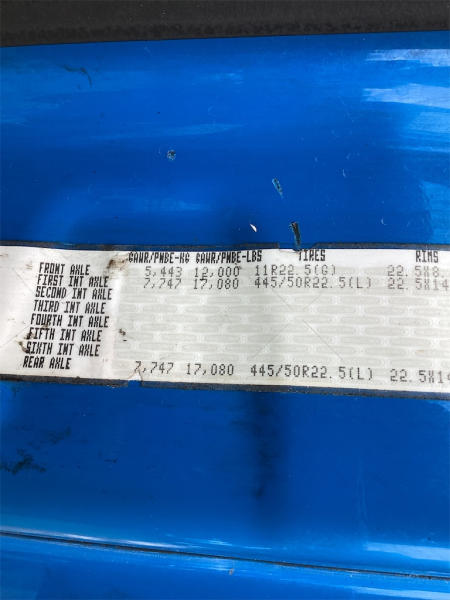 GAWR/PNBE-KG GAWR/PNBE-LBS TIRES RIMS
FRONT AXLE 5,443 12,000 11R22.5(G) 22.5X8
FIRST INT AXLE 7,747 17,080 445/50R22.5(L) 22.5X14
SECOND INT AXLE
THIRD INT AXLE
FOURTH INT AXLE
FIFTH INT AXLE
SIXTH INT AXLE
REAR AXLE 7,747 17,080 445/50R22.5(L) 22.5X14